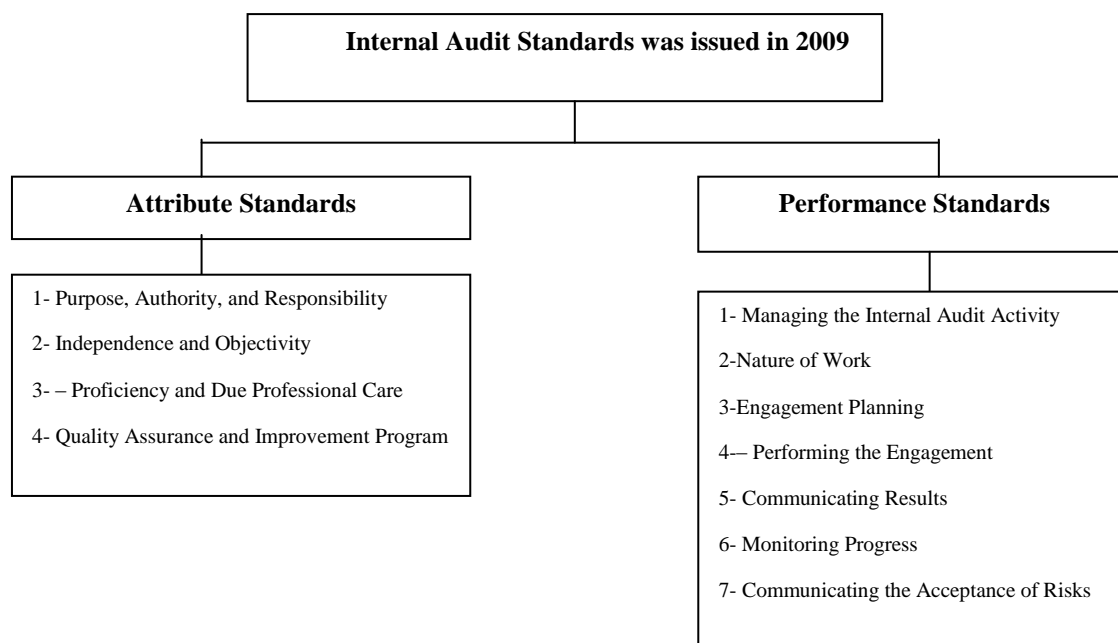 Internal Audit Standards was issued in 2009
Attribute Standards
1- Purpose, Authority, and Responsibility
2- Independence and Objectivity
3- – Proficiency and Due Professional Care
4- Quality Assurance and Improvement Program
Performance Standards
1- Managing the Internal Audit Activity
2-Nature of Work
3-Engagement Planning
4-– Performing the Engagement
5- Communicating Results
6- Monitoring Progress
7- Communicating the Acceptance of Risks